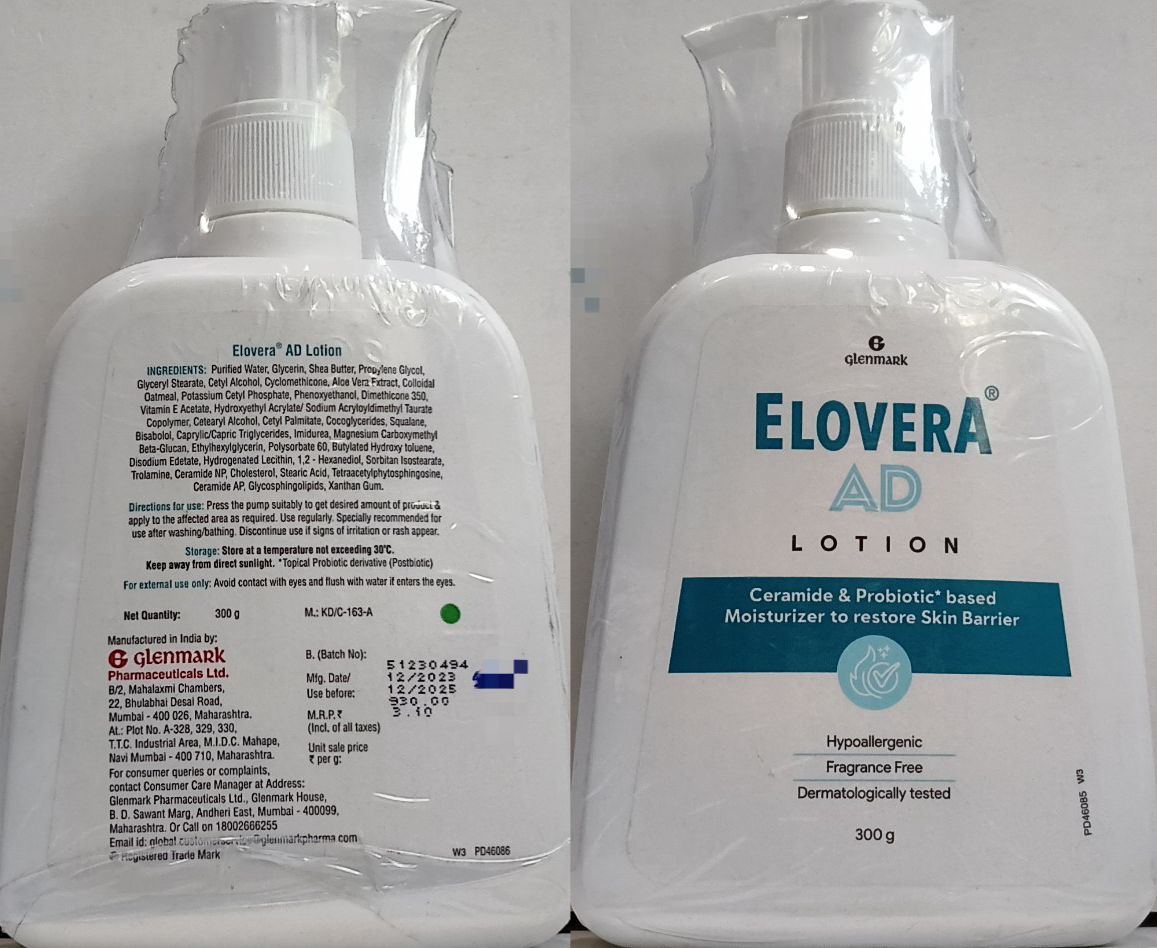 Elovera® AD Lotion
INGREDIENTS: Purified Water, Glycerin, Shea Butter, Propylene Glycol,
Glyceryl Stearate, Cetyl Alcohol, Cyclomethicone, Aloe Vera Extract, Colloidal
Oatmeal, Potassium Cetyl Phosphate, Phenoxyethanol, Dimethicone 350,
Vitamin E Acetate, Hydroxyethyl Acrylate/ Sodium Acryloyldimethyl Taurate
Copolymer, Cetearyl Alcohol, Cetyl Palmitate, Cocoglycerides, Squalane,
Bisabolol, Caprylic/Capric Triglycerides, Imidurea, Magnesium Carboxymethyl
Beta-Glucan, Ethylhexylglycerin, Polysorbate 60, Butylated Hydroxy toluene,
Disodium Edetate, Hydrogenated Lecithin, 1,2 - Hexanediol, Sorbitan Isostearate,
Trolamine, Ceramide NP, Cholesterol, Stearic Acid, Tetraacetylphytosphingosine,
Ceramide AP, Glycosphingolipids, Xanthan Gum.
Directions for use: Press the pump suitably to get desired amount of product &
apply to the affected area as required. Use regularly. Specially recommended for
use after washing/bathing. Discontinue use if signs of irritation or rash appear.
Storage: Store at a temperature not exceeding 30°C.
Keep away from direct sunlight. *Topical Probiotic derivative (Postbiotic)
For external use only: Avoid contact with eyes and flush with water if enters the eyes.
Net Quantity: 300 g M.: KD/C-163-A
Manufactured in India by:
glenmark
Pharmaceuticals Ltd.
B/2, Mahalaxmi Chambers,
22, Bhulabhai Desai Road,
Mumbai - 400 026, Maharashtra.
At.: Plot No. A-328, 329, 330,
T.T.C. Industrial Area, M.I.D.C. Mahape,
Navi Mumbai - 400 710, Maharashtra.
For consumer queries or complaints,
contact Consumer Care Manager at Address:
Glenmark Pharmaceuticals Ltd., Glenmark House,
B. D. Sawant Marg, Andheri East, Mumbai - 400099,
Maharashtra. Or Call on 18002666255
Email id: global.customerservice@glenmarkpharma.com
® Registered Trade Mark
B. (Batch No): 51230494
Mfg. Date/ 12/2023
Use before: 12/2025
M.R.P.₹ 930.00
(Incl. of all taxes)
Unit sale price
₹ per g: 3.10
W3 PD46086
glenmark
ELOVERA®
AD
LOTION
Ceramide & Probiotic* based
Moisturizer to restore Skin Barrier
Hypoallergenic
Fragrance Free
Dermatologically tested
300 g
PD46085 W3